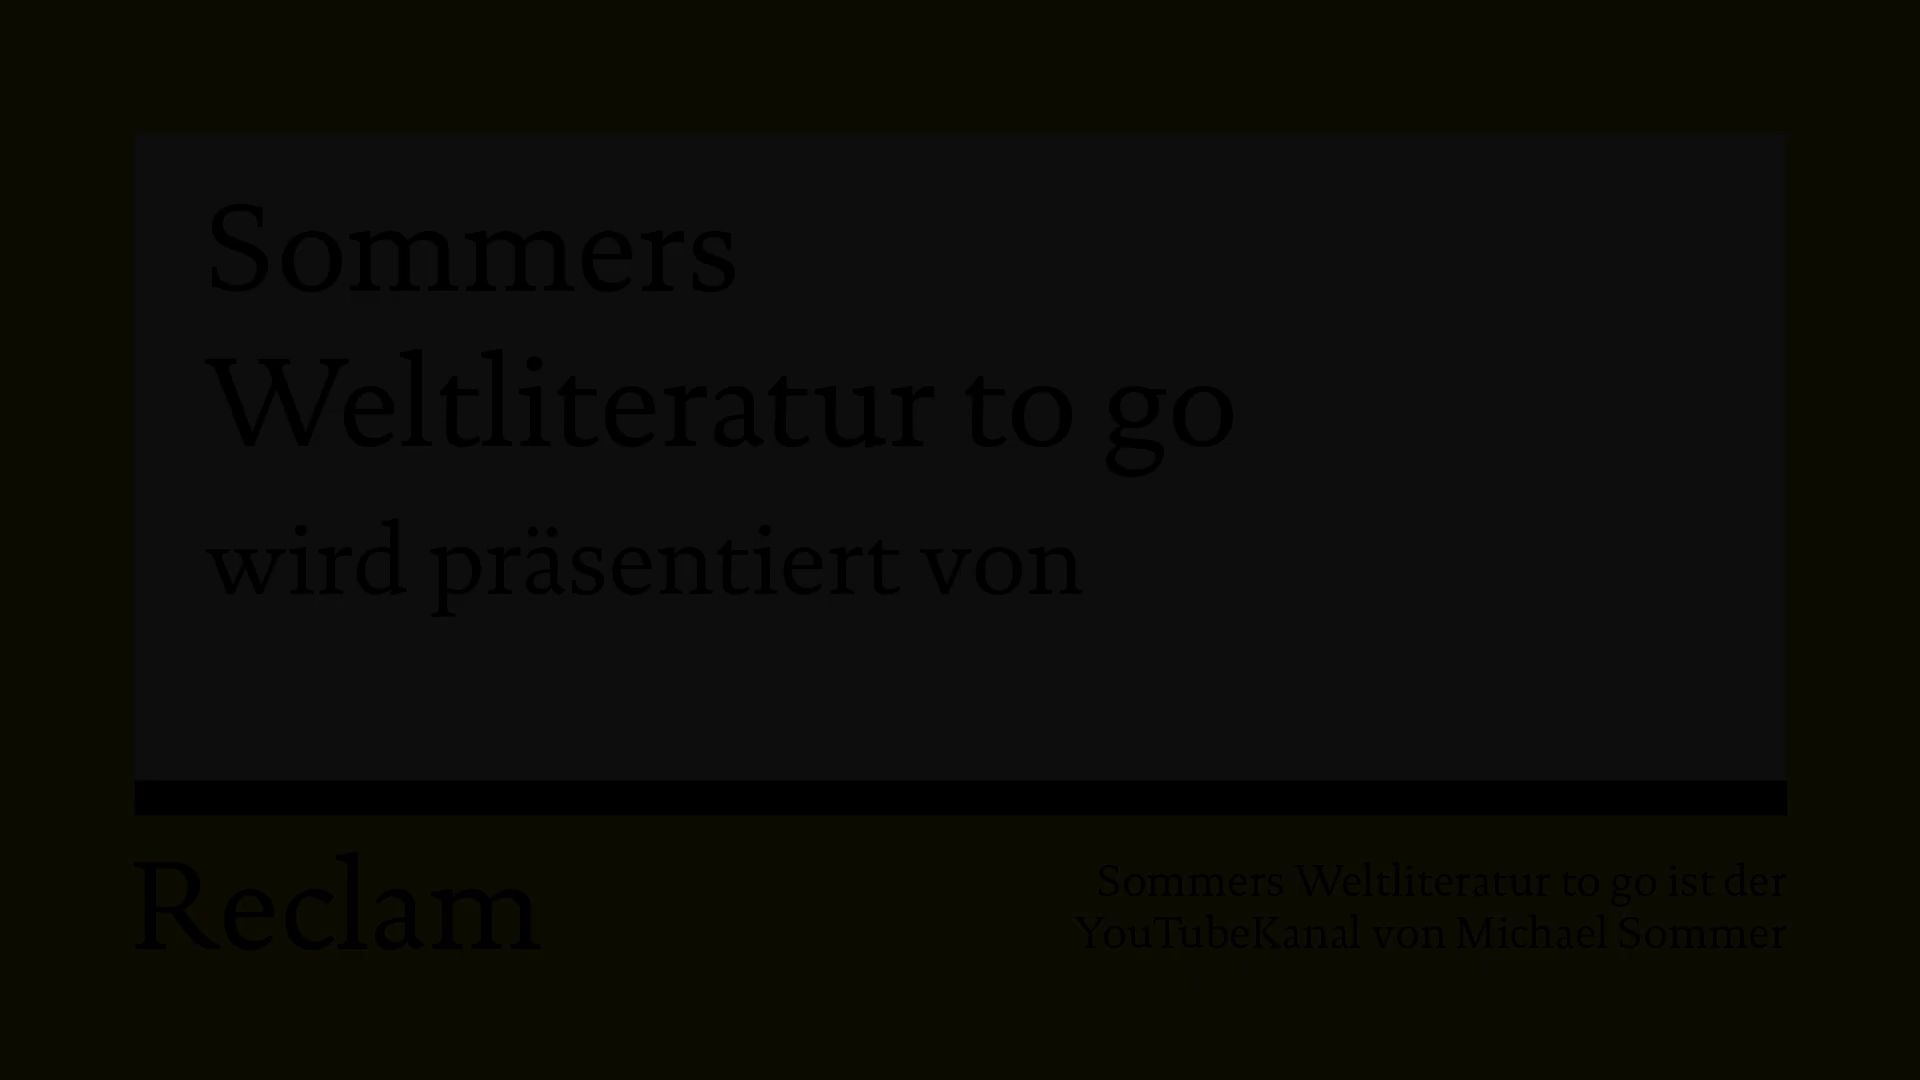 Sommers
Weltliteratur to go
wird präsentiert von
Reclam
Sommers Weltliteratur to go ist der
YouTubeKanal von Michael Sommer